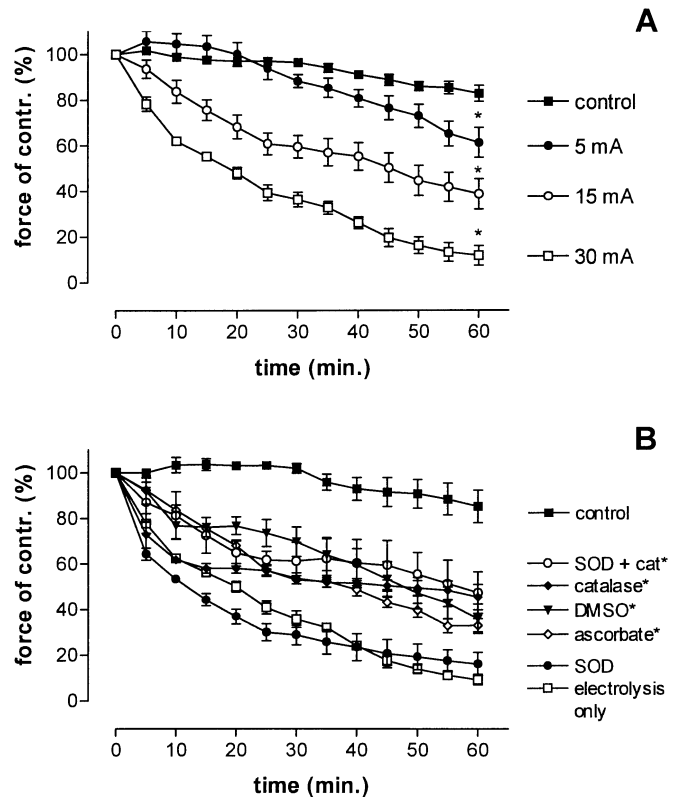 A
force of contr. (%)
100
80
60
40
20
0
*
*
*
control
5 mA
15 mA
30 mA
0 10 20 30 40 50 60
time (min.)
B
force of contr. (%)
100
80
60
40
20
0
control
SOD + cat*
catalase*
DMSO*
ascorbate*
SOD
electrolysis
only
0 10 20 30 40 50 60
time (min.)